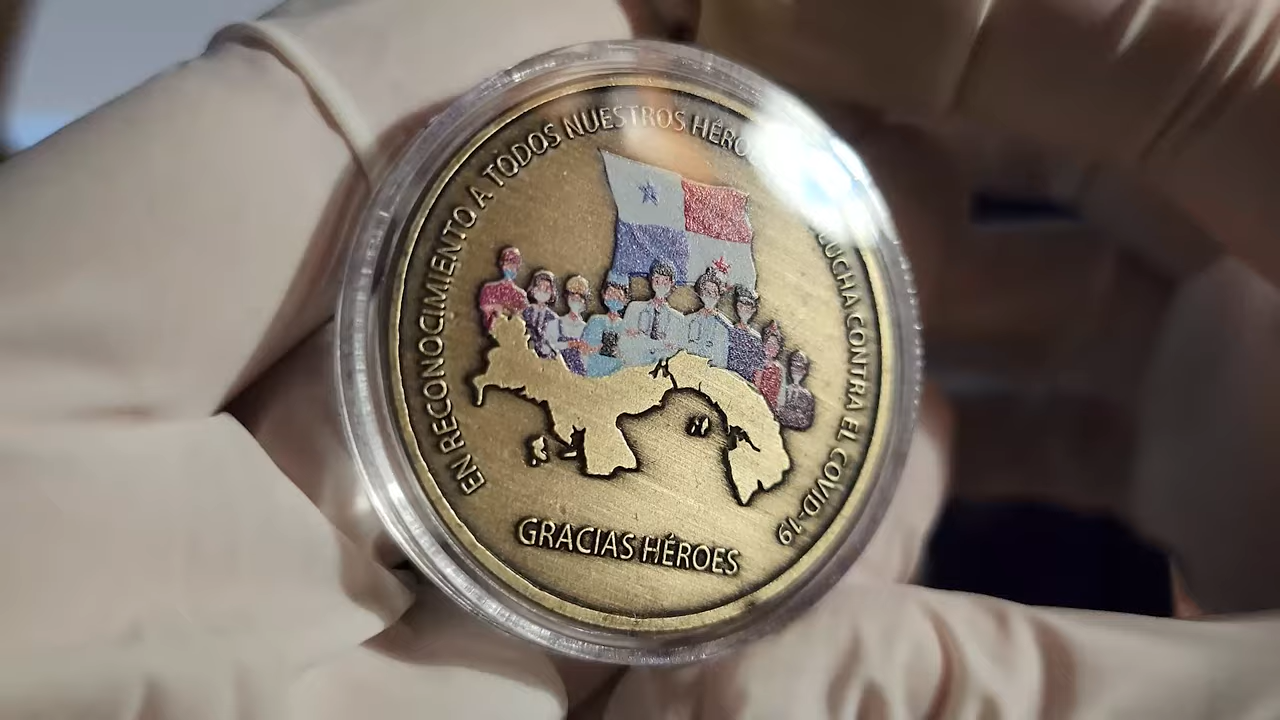 EN RECONOCIMIENTO A TODOS NUESTROS HÉRO
LUCHA CONTRA EL COVID-19
GRACIAS HÉROES